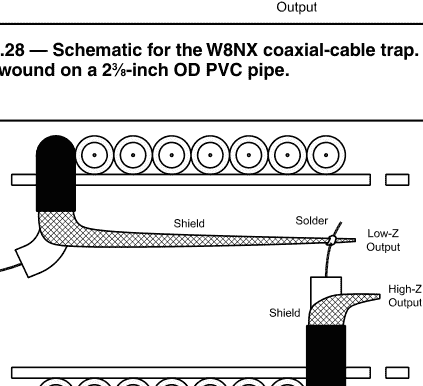 Output
.28 — Schematic for the W8NX coaxial-cable trap.
wound on a 2⅜-inch OD PVC pipe.
Shield
Solder
Low-Z
Output
High-Z
Output
Shield